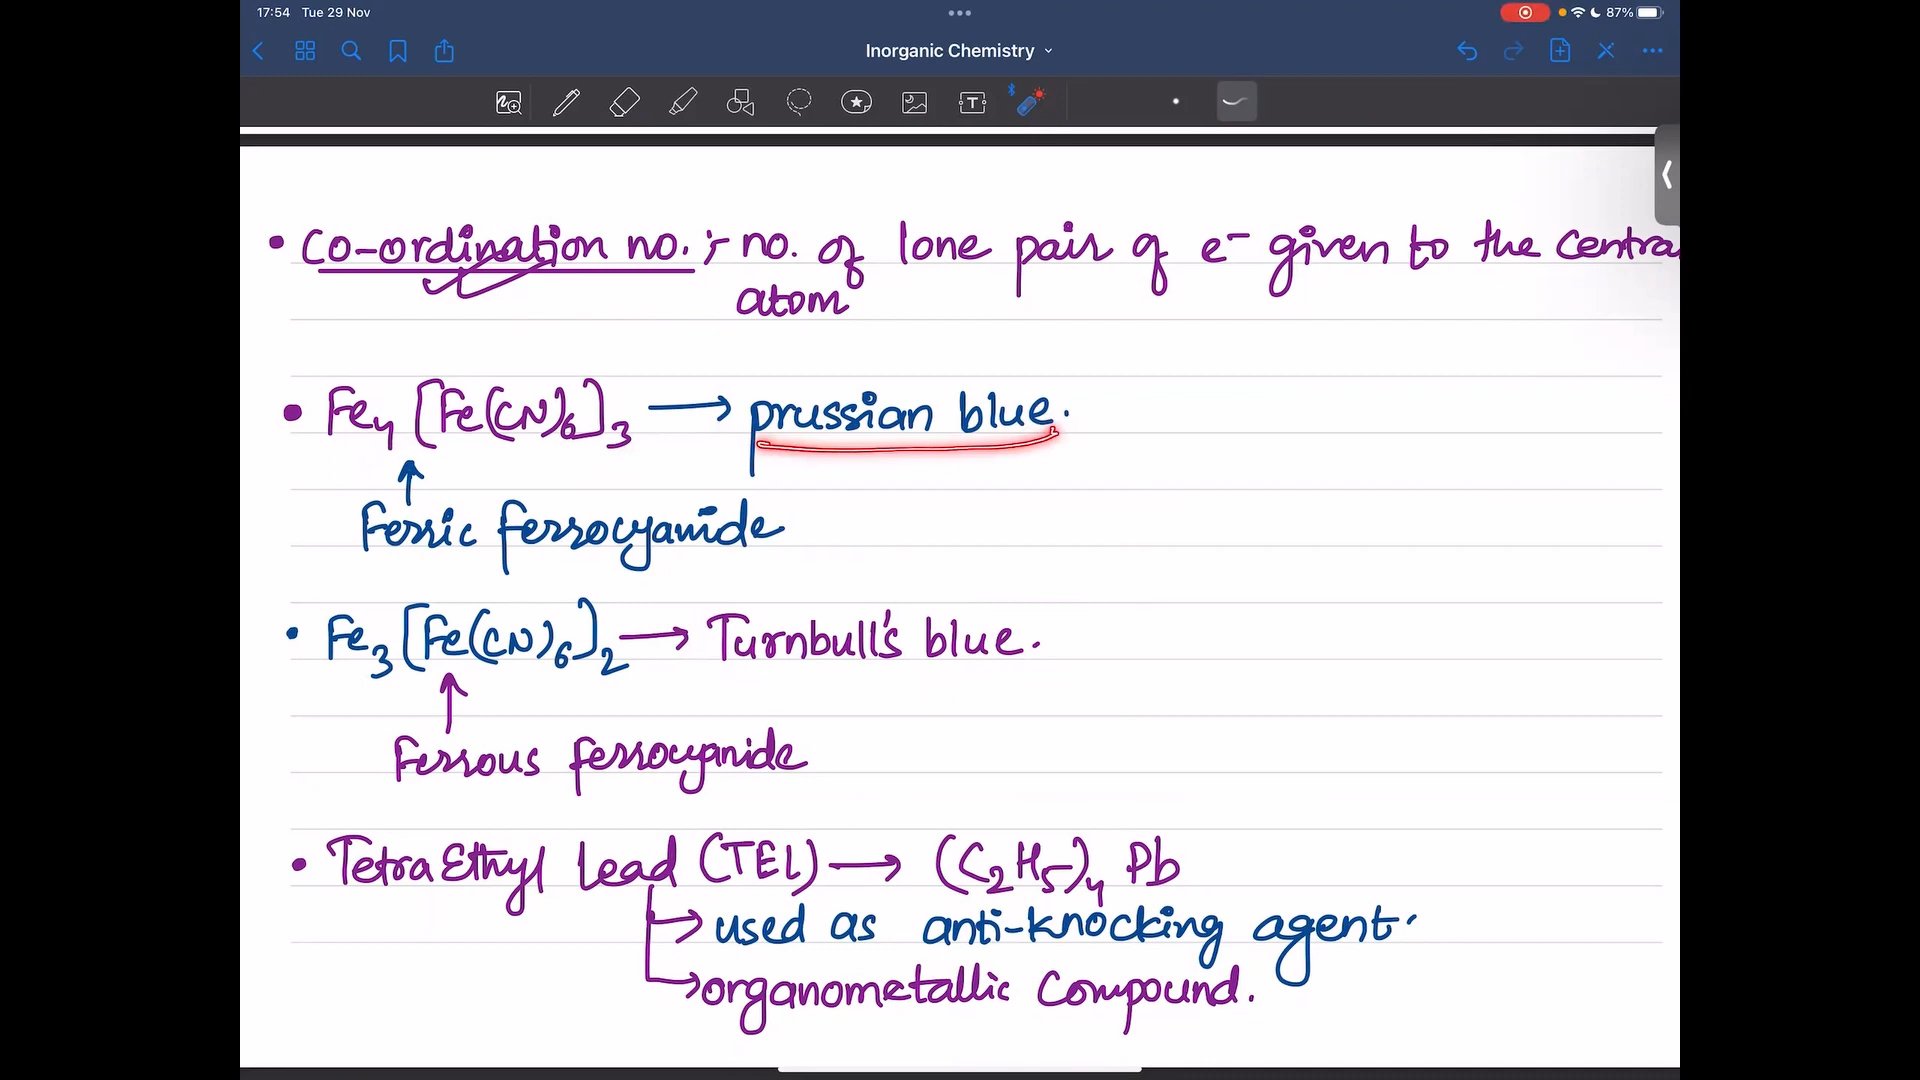 17:54 Tue 29 Nov
87%
Inorganic Chemistry
T
• Co-ordination no. :- no. of lone pair of e⁻ given to the centra
atom
• Fe₄[Fe(CN)₆]₃ → prussian blue.
↑
Ferric ferrocyanide
• Fe₃[Fe(CN)₆]₂ → Turnbull's blue.
↑
Ferrous ferrocyanide
• Tetra Ethyl lead (TEL) → (C₂H₅)₄ Pb
→ used as anti-knocking agent.
→ organometallic compound.